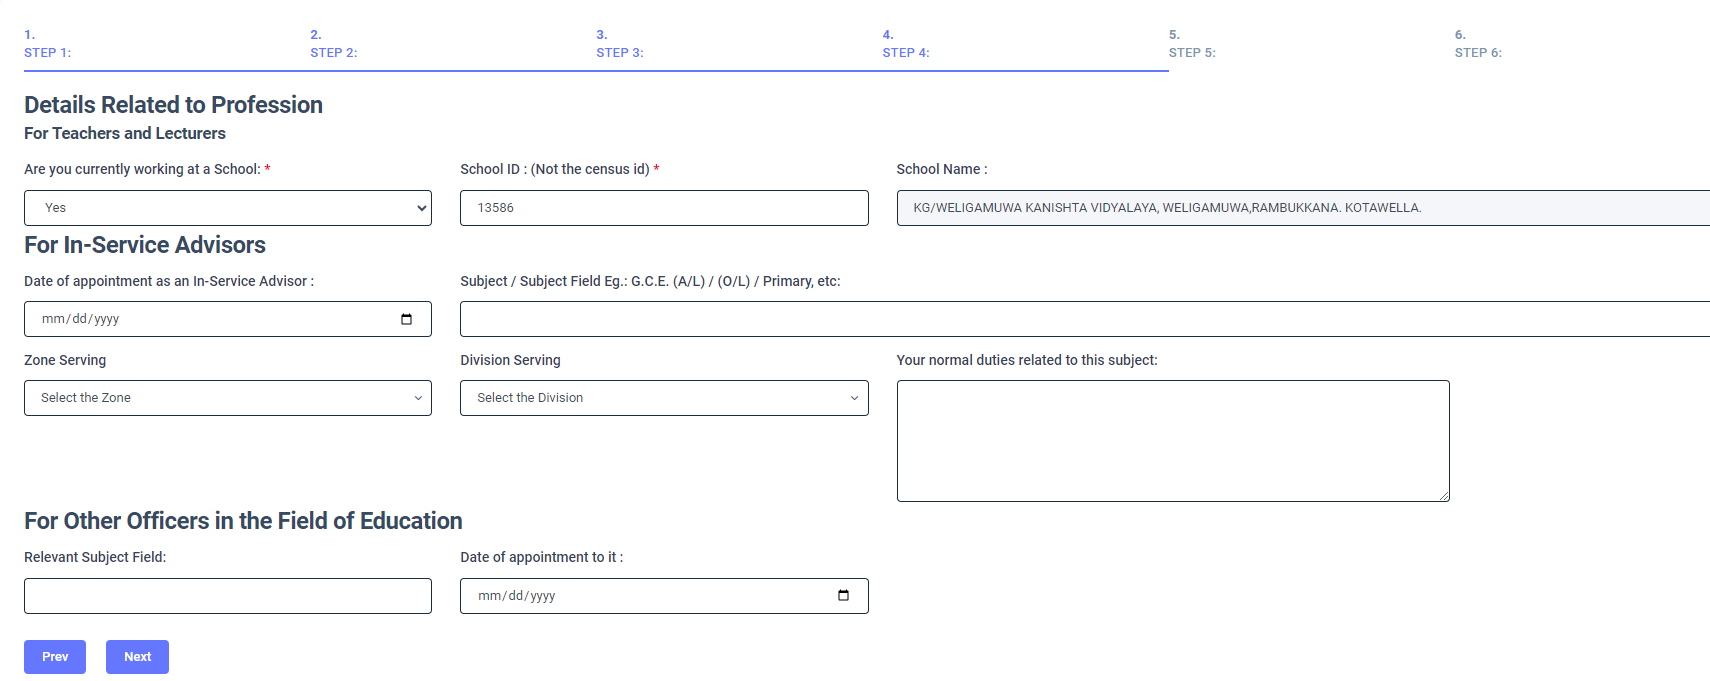 1. 2. 3. 4. 5. 6.
STEP 1: STEP 2: STEP 3: STEP 4: STEP 5: STEP 6:
Details Related to Profession
For Teachers and Lecturers
Are you currently working at a School: * School ID : (Not the census id) * School Name :
Yes 13586 KG/WELIGAMUWA KANISHTA VIDYALAYA, WELIGAMUWA,RAMBUKKANA. KOTAWELLA.
For In-Service Advisors
Date of appointment as an In-Service Advisor : Subject / Subject Field Eg.: G.C.E. (A/L) / (O/L) / Primary, etc:
mm/dd/yyyy
Zone Serving Division Serving Your normal duties related to this subject:
Select the Zone Select the Division
For Other Officers in the Field of Education
Relevant Subject Field: Date of appointment to it :
mm/dd/yyyy
Prev Next